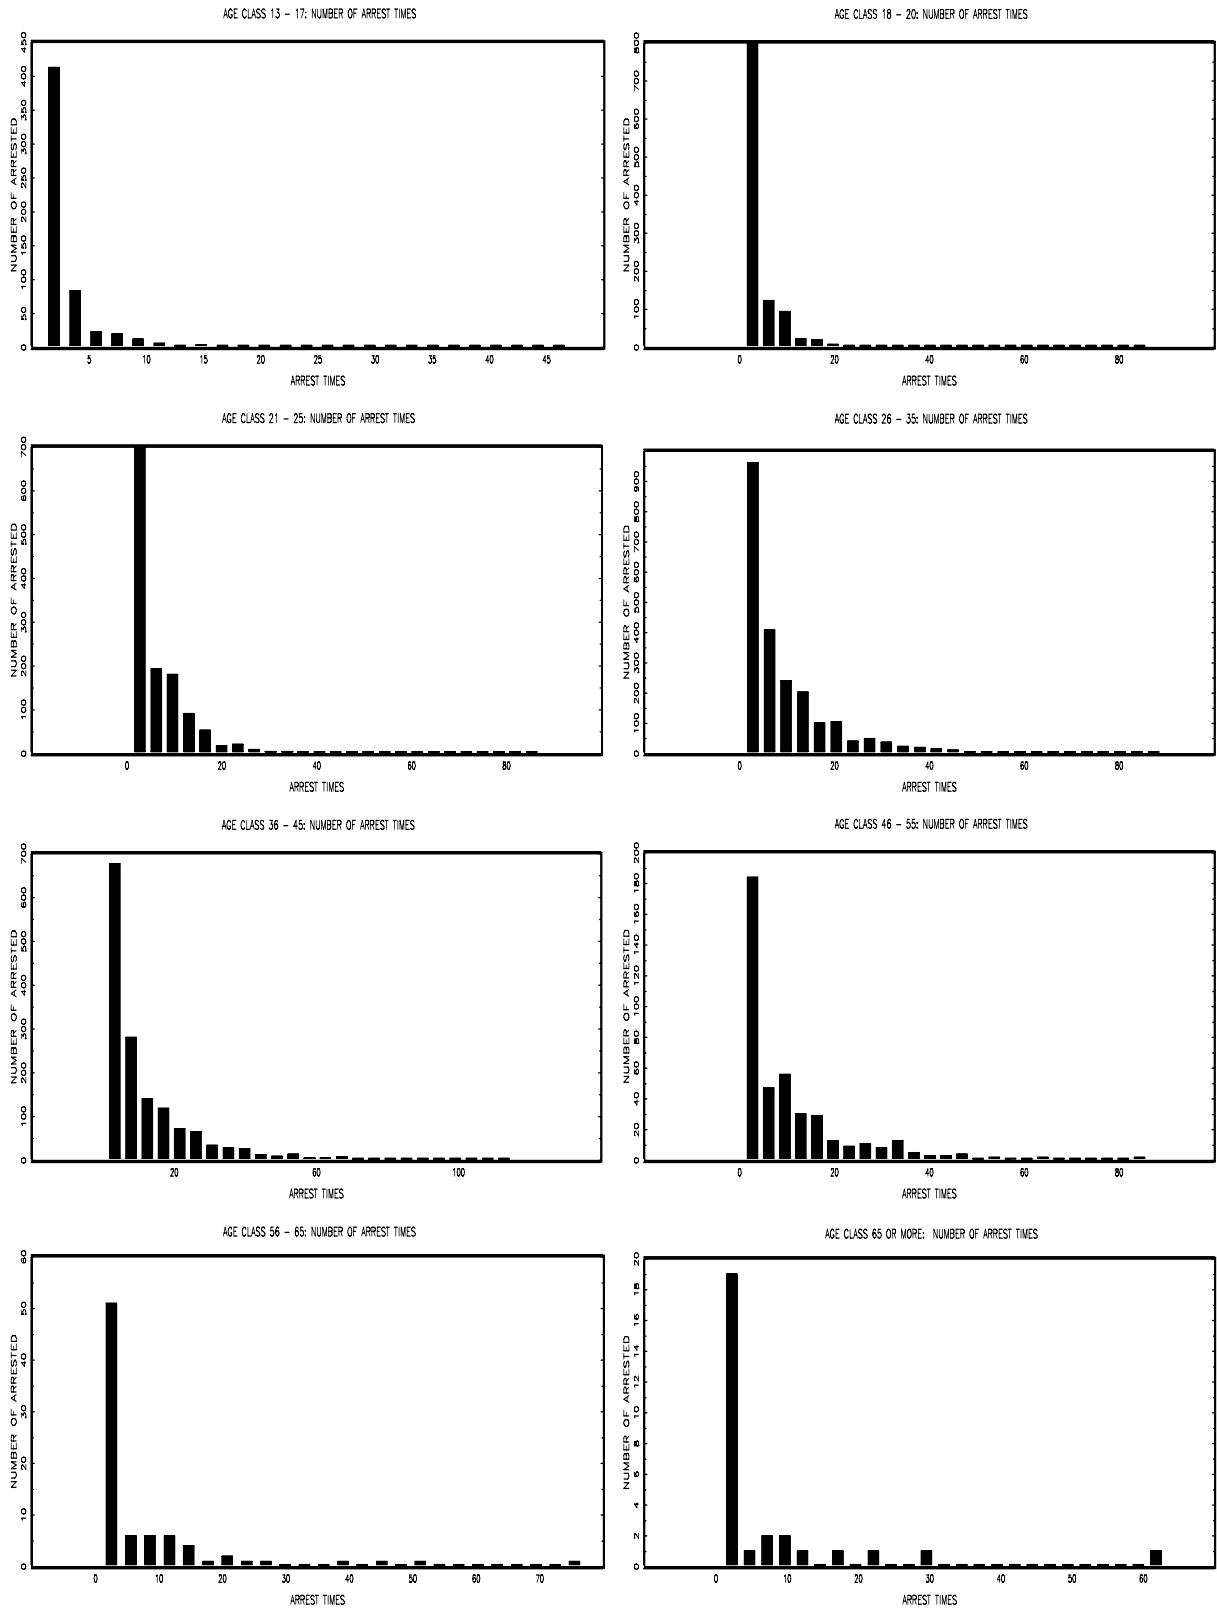 AGE CLASS 13 - 17: NUMBER OF ARREST TIMES
NUMBER OF ARRESTED
0 50 100 150 200 250 300 350 400 450
5 10 15 20 25 30 35 40 45
ARREST TIMES
AGE CLASS 18 - 20: NUMBER OF ARREST TIMES
NUMBER OF ARRESTED
0 100 200 300 400 500 600 700 800
0 20 40 60 80
ARREST TIMES
AGE CLASS 21 - 25: NUMBER OF ARREST TIMES
NUMBER OF ARRESTED
0 100 200 300 400 500 600 700
0 20 40 60 80
ARREST TIMES
AGE CLASS 26 - 35: NUMBER OF ARREST TIMES
NUMBER OF ARRESTED
0 100 200 300 400 500 600 700 800 900
0 20 40 60 80
ARREST TIMES
AGE CLASS 36 - 45: NUMBER OF ARREST TIMES
NUMBER OF ARRESTED
0 100 200 300 400 500 600 700
20 60 100
ARREST TIMES
AGE CLASS 46 - 55: NUMBER OF ARREST TIMES
NUMBER OF ARRESTED
0 20 40 60 80 100 120 140 160 180 200
0 20 40 60 80
ARREST TIMES
AGE CLASS 56 - 65: NUMBER OF ARREST TIMES
NUMBER OF ARRESTED
0 10 20 30 40 50 60
0 10 20 30 40 50 60 70
ARREST TIMES
AGE CLASS 65 OR MORE: NUMBER OF ARREST TIMES
NUMBER OF ARRESTED
0 2 4 6 8 10 12 14 16 18 20
0 10 20 30 40 50 60
ARREST TIMES